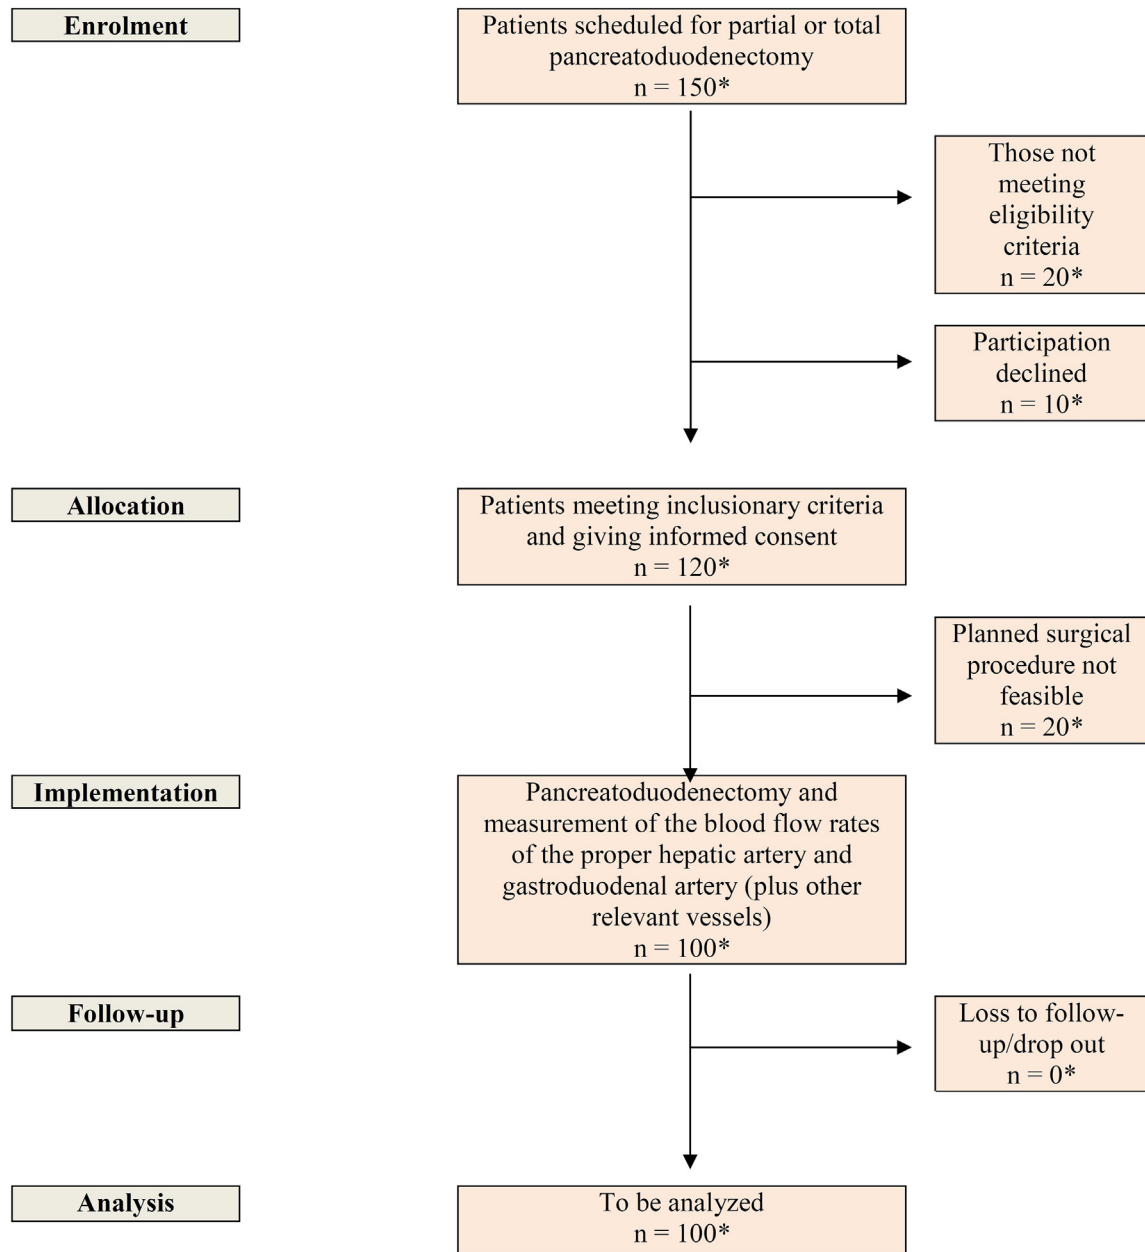 Enrolment
Patients scheduled for partial or total
pancreatoduodenectomy
n = 150*
Those not
meeting
eligibility
criteria
n = 20*
Participation
declined
n = 10*
Allocation
Patients meeting inclusionary criteria
and giving informed consent
n = 120*
Planned surgical
procedure not
feasible
n = 20*
Implementation
Pancreatoduodenectomy and
measurement of the blood flow rates
of the proper hepatic artery and
gastroduodenal artery (plus other
relevant vessels)
n = 100*
Follow-up
Loss to follow-
up/drop out
n = 0*
Analysis
To be analyzed
n = 100*